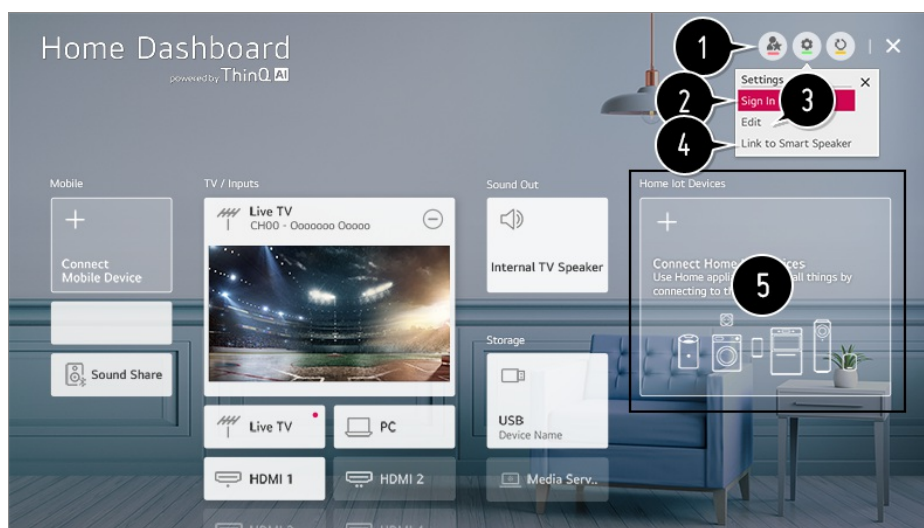 Home Dashboard
powered by ThinQ AI
1
Settings
2
Sign In
3
Edit
4
Link to Smart Speaker
Mobile
TV / Inputs
Sound Out
Home Iot Devices
Connect
Mobile Device
Live TV
CH00 - Ooooooo Ooooo
Internal TV Speaker
Connect Home
Use Home all things by
connecting to
5
Sound Share
Storage
USB
Device Name
Live TV
PC
HDMI 1
HDMI 2
Media Serv..